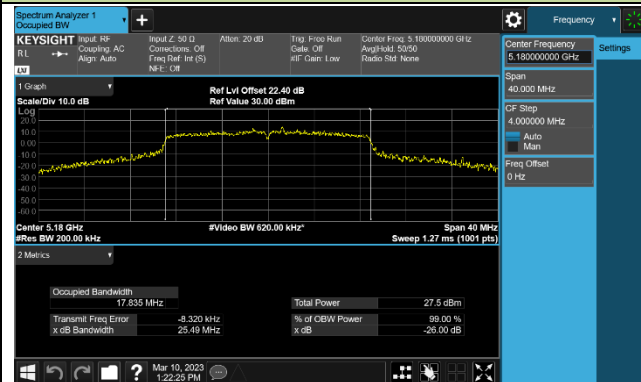 Spectrum Analyzer 1
Occupied BW
+
Frequency
KEYSIGHT
RL
LXI
Input: RF
Coupling: AC
Align: Auto
Input Z: 50 Ω
Corrections: Off
Freq Ref: Int (S)
NFE: Off
Atten: 20 dB
Trig: Free Run
Gate: Off
#IF Gain: Low
Center Freq: 5.180000000 GHz
Avg|Hold: 50/50
Radio Std: None
Center Frequency
5.180000000 GHz
Settings
Span
40.000 MHz
CF Step
4.000000 MHz
Auto
Man
Freq Offset
0 Hz
1 Graph
Scale/Div 10.0 dB
Ref Lvl Offset 22.40 dB
Ref Value 30.00 dBm
Log
20.0
10.0
0.00
-10.0
-20.0
-30.0
-40.0
-50.0
-60.0
Center 5.18 GHz
#Res BW 200.00 kHz
#Video BW 620.00 kHz*
Span 40 MHz
Sweep 1.27 ms (1001 pts)
2 Metrics
Occupied Bandwidth
17.835 MHz
Transmit Freq Error -8.320 kHz
x dB Bandwidth 25.49 MHz
Total Power 27.5 dBm
% of OBW Power 99.00 %
x dB -26.00 dB
?
Mar 10, 2023
1:22:25 PM